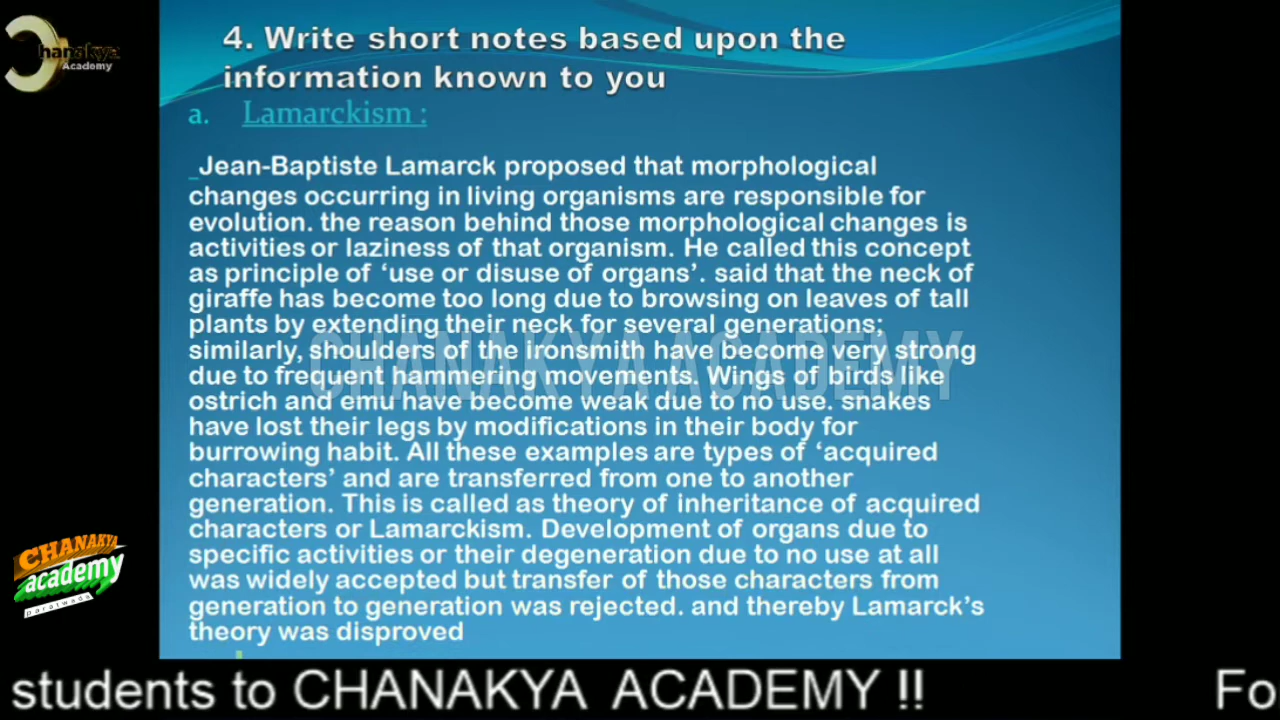 4. Write short notes based upon the
information known to you
a. Lamarckism :
Jean-Baptiste Lamarck proposed that morphological
changes occurring in living organisms are responsible for
evolution. the reason behind those morphological changes is
activities or laziness of that organism. He called this concept
as principle of ‘use or disuse of organs’. said that the neck of
giraffe has become too long due to browsing on leaves of tall
plants by extending their neck for several generations;
similarly, shoulders of the ironsmith have become very strong
due to frequent hammering movements. Wings of birds like
ostrich and emu have become weak due to no use. snakes
have lost their legs by modifications in their body for
burrowing habit. All these examples are types of ‘acquired
characters’ and are transferred from one to another
generation. This is called as theory of inheritance of acquired
characters or Lamarckism. Development of organs due to
specific activities or their degeneration due to no use at all
was widely accepted but transfer of those characters from
generation to generation was rejected. and thereby Lamarck’s
theory was disproved
CHANAKYA ACADEMY
Chanakya
Academy
CHANAKYA
academy
paratwada
students to CHANAKYA ACADEMY !! Fo